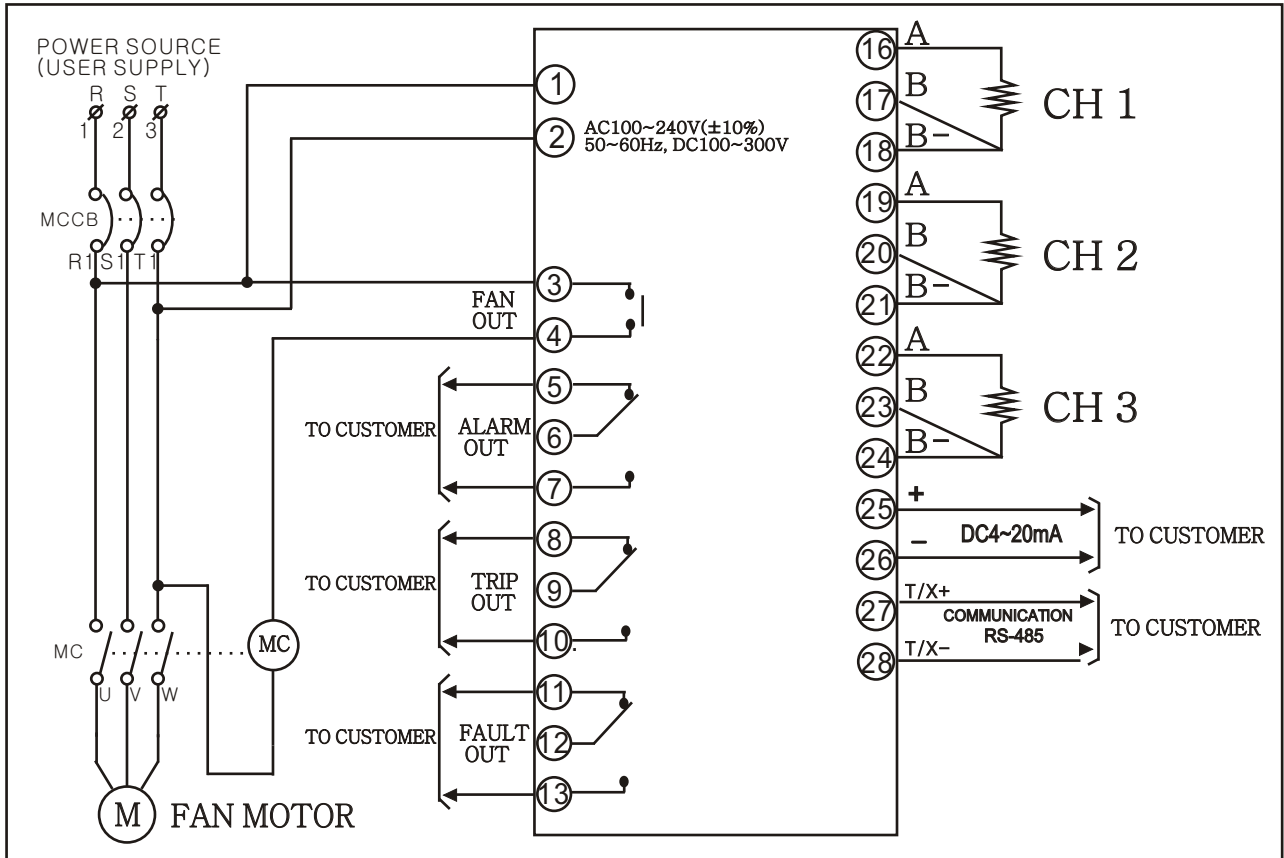 POWER SOURCE
(USER SUPPLY)
R S T
1 2 3
MCCB
R1 S1 T1
MC
U V W
M
FAN MOTOR
MC
1
2
AC100~240V(±10%)
50~60Hz, DC100~300V
3
FAN
OUT
4
5
TO CUSTOMER
ALARM
OUT
6
7
8
TO CUSTOMER
TRIP
OUT
9
10.
11
TO CUSTOMER
FAULT
OUT
12
13
16 A
17 B
18 B-
CH 1
19 A
20 B
21 B-
CH 2
22 A
23 B
24 B-
CH 3
25 +
26 −
DC4~20mA
TO CUSTOMER
27 T/X+
COMMUNICATION
RS-485
28 T/X−
TO CUSTOMER